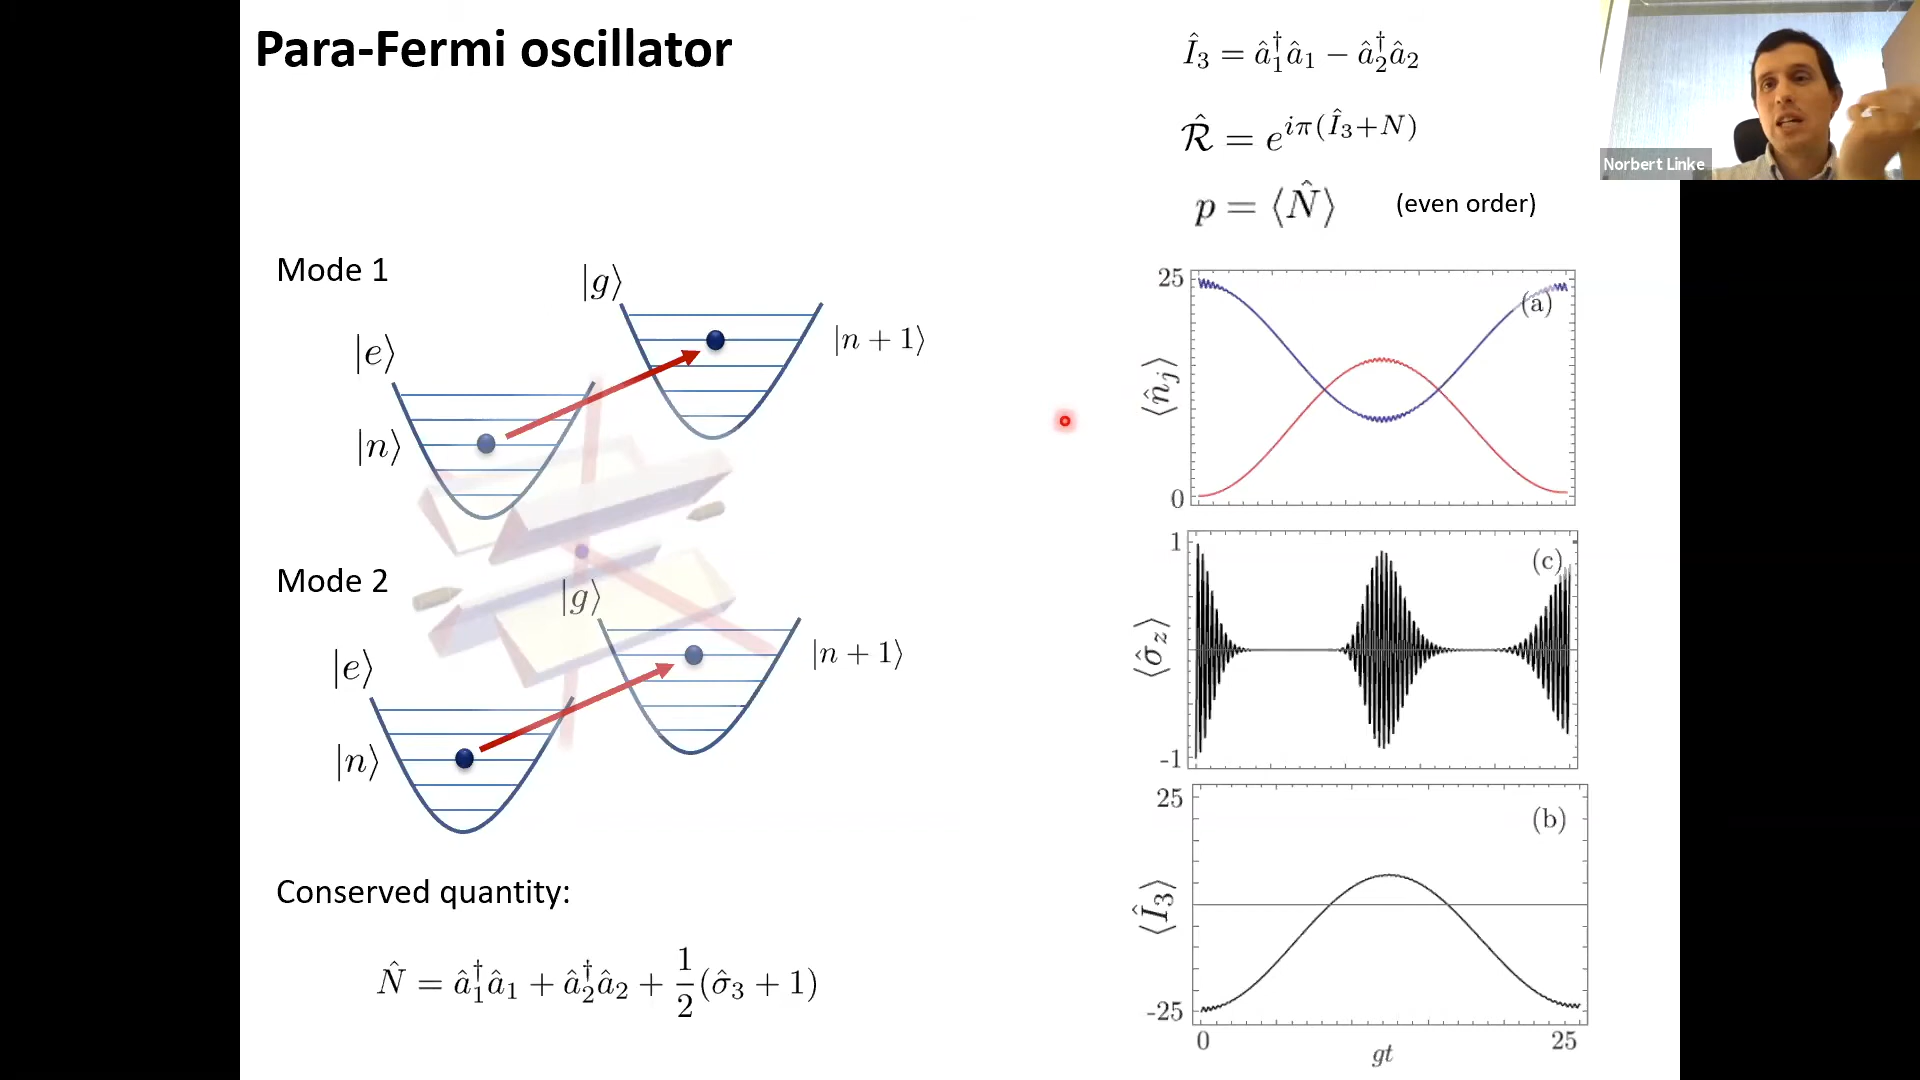 Para-Fermi oscillator
Î₃ = â₁†â₁ − â₂†â₂
R̂ = e^{iπ(Î₃+N)}
p = ⟨N̂⟩ (even order)
Norbert Linke
Mode 1
|g⟩
|n + 1⟩
|e⟩
|n⟩
Mode 2
|g⟩
|n + 1⟩
|e⟩
|n⟩
Conserved quantity:
N̂ = â₁†â₁ + â₂†â₂ + 1/2(σ̂₃ + 1)
25
(a)
⟨n̂ⱼ⟩
0
1
(c)
⟨σ̂_z⟩
-1
25
(b)
⟨Î₃⟩
-25
0 25
gt